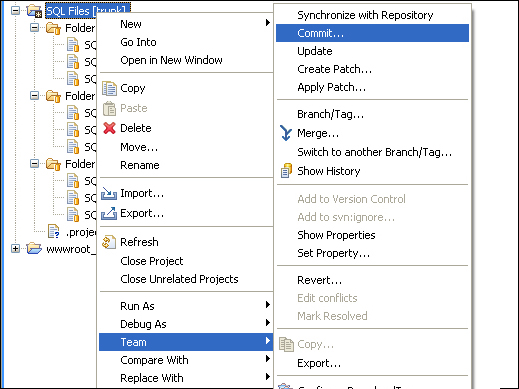 SQL Files [trunk]
Folder
SQ
SQ
SQ
Folder
SQ
SQ
SQ
Folder
SQ
SQ
SQ
.projec
wwwroot_
New
Go Into
Open in New Window
Copy
Paste
Delete
Move...
Rename
Import...
Export...
Refresh
Close Project
Close Unrelated Projects
Run As
Debug As
Team
Compare With
Replace With
Synchronize with Repository
Commit...
Update
Create Patch...
Apply Patch...
Branch/Tag...
Merge...
Switch to another Branch/Tag...
Show History
Add to Version Control
Add to svn:ignore...
Show Properties
Set Property...
Revert...
Edit conflicts
Mark Resolved
Copy...
Export...